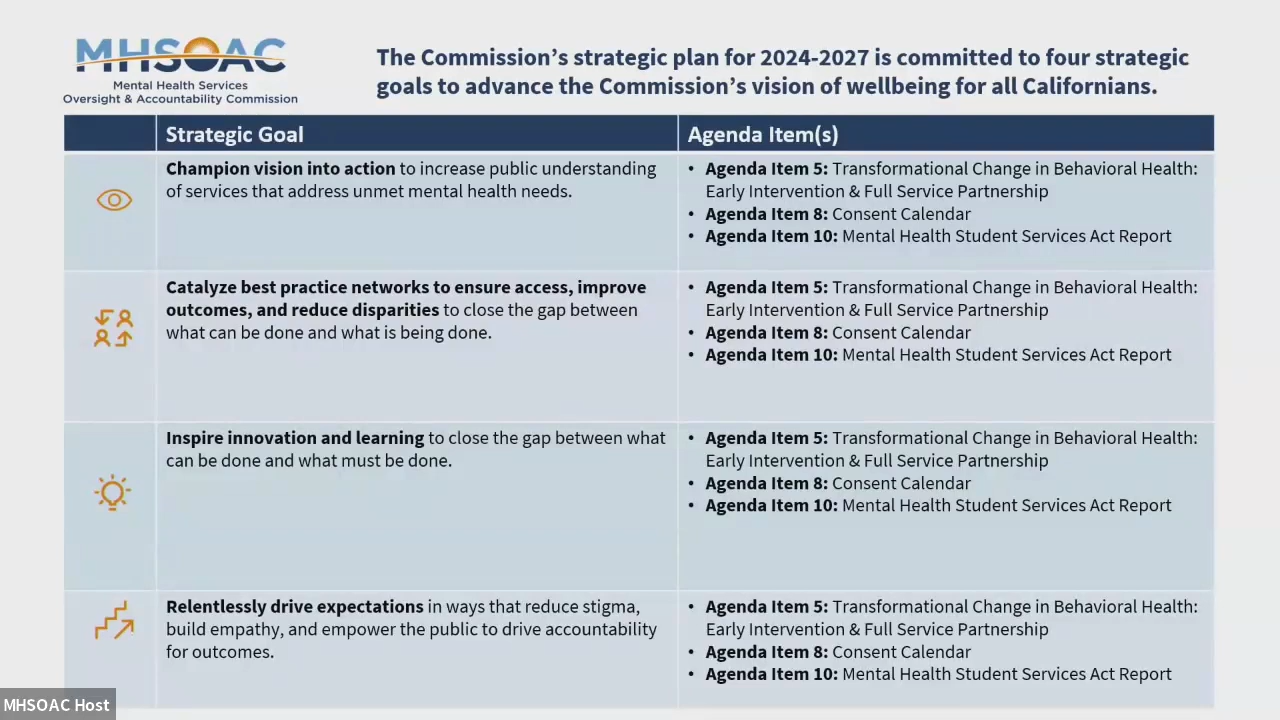 MHSOAC
Mental Health Services
Oversight & Accountability Commission
The Commission’s strategic plan for 2024-2027 is committed to four strategic
goals to advance the Commission’s vision of wellbeing for all Californians.
Strategic Goal
Agenda Item(s)
Champion vision into action to increase public understanding
of services that address unmet mental health needs.
• Agenda Item 5: Transformational Change in Behavioral Health:
Early Intervention & Full Service Partnership
• Agenda Item 8: Consent Calendar
• Agenda Item 10: Mental Health Student Services Act Report
Catalyze best practice networks to ensure access, improve
outcomes, and reduce disparities to close the gap between
what can be done and what is being done.
• Agenda Item 5: Transformational Change in Behavioral Health:
Early Intervention & Full Service Partnership
• Agenda Item 8: Consent Calendar
• Agenda Item 10: Mental Health Student Services Act Report
Inspire innovation and learning to close the gap between what
can be done and what must be done.
• Agenda Item 5: Transformational Change in Behavioral Health:
Early Intervention & Full Service Partnership
• Agenda Item 8: Consent Calendar
• Agenda Item 10: Mental Health Student Services Act Report
Relentlessly drive expectations in ways that reduce stigma,
build empathy, and empower the public to drive accountability
for outcomes.
• Agenda Item 5: Transformational Change in Behavioral Health:
Early Intervention & Full Service Partnership
• Agenda Item 8: Consent Calendar
• Agenda Item 10: Mental Health Student Services Act Report
MHSOAC Host